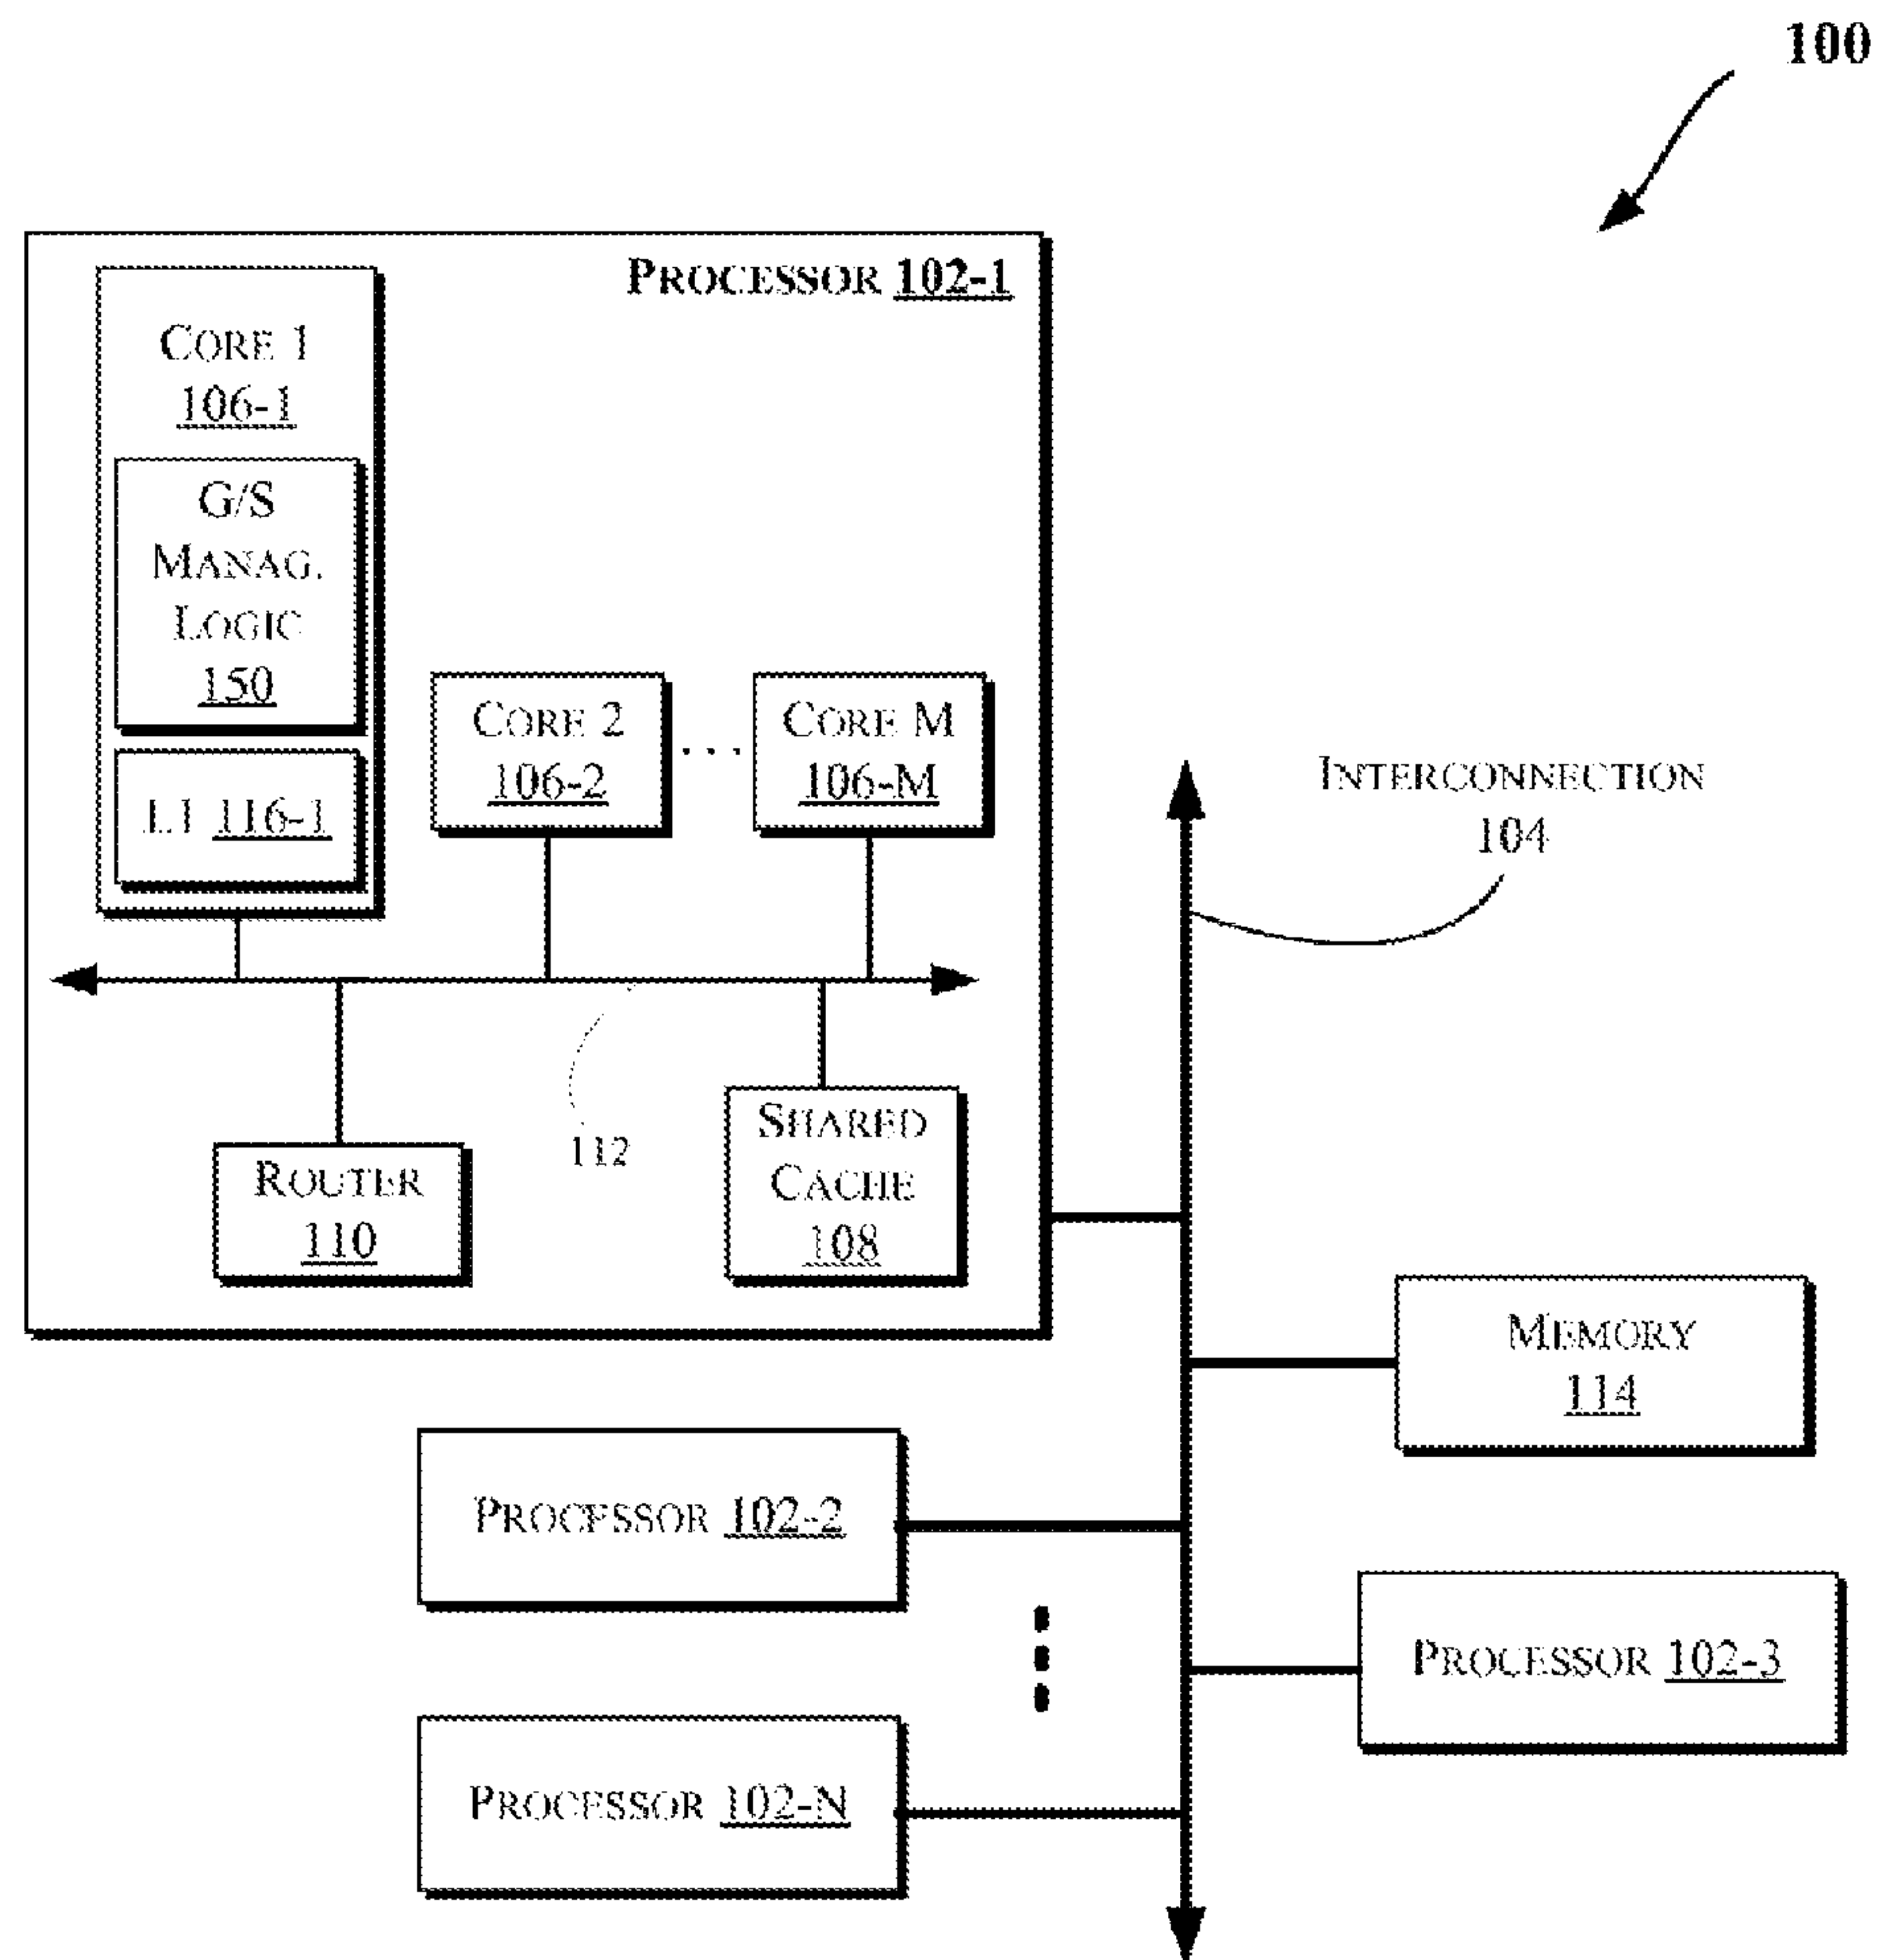 100
PROCESSOR 102-1
CORE 1
106-1
G/S
MANAG.
LOGIC
150
L1 116-1
CORE 2
106-2
...
CORE M
106-M
INTERCONNECTION
104
112
ROUTER
110
SHARED
CACHE
108
MEMORY
114
PROCESSOR 102-2
PROCESSOR 102-3
PROCESSOR 102-N